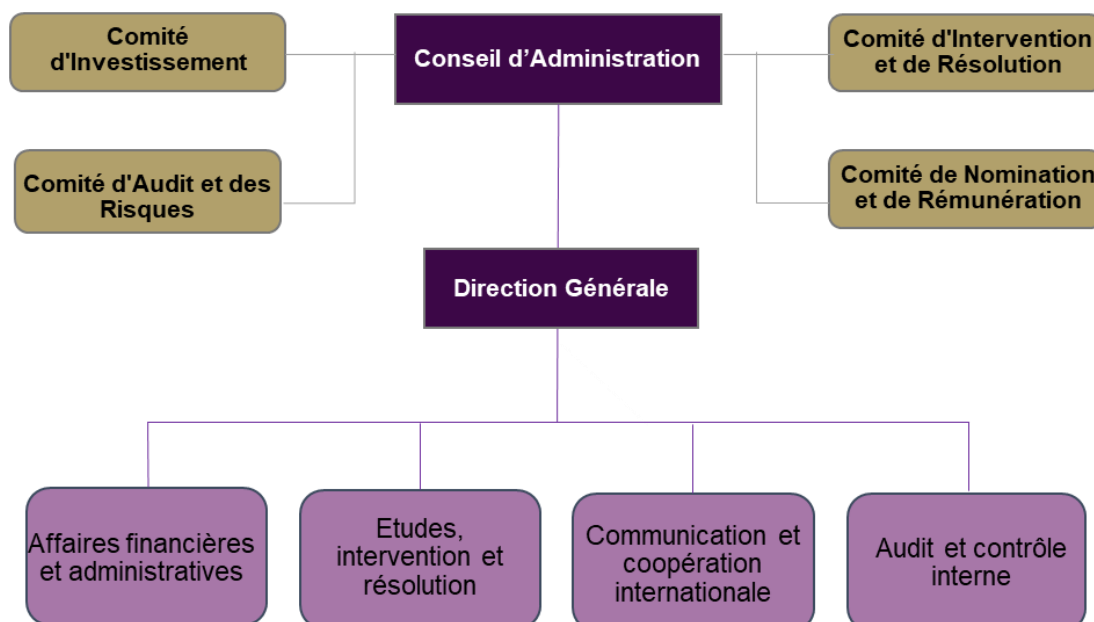 Comité
d'Investissement
Conseil d’Administration
Comité d'Intervention
et de Résolution
Comité d'Audit et des
Risques
Comité de Nomination
et de Rémunération
Direction Générale
Affaires financières
et administratives
Etudes,
intervention et
résolution
Communication et
coopération
internationale
Audit et contrôle
interne